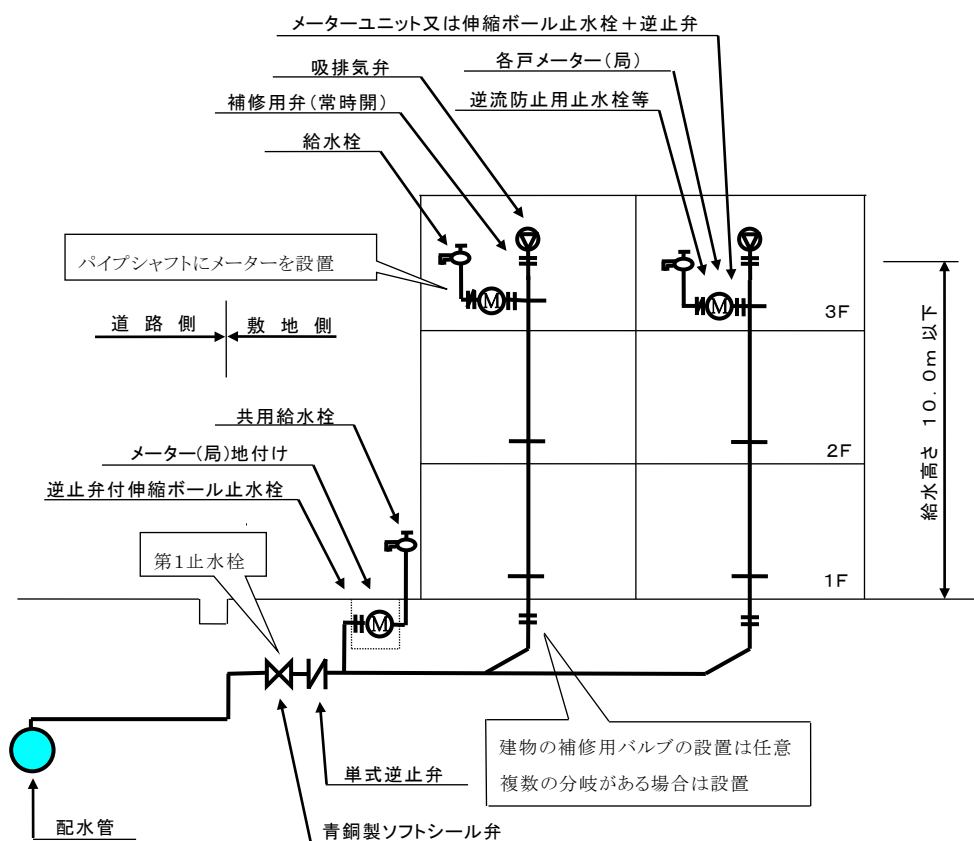 メーターユニット又は伸縮ボール止水栓＋逆止弁
各戸メーター(局)
吸排気弁
逆流防止用止水栓等
補修用弁(常時開)
給水栓
パイプシャフトにメーターを設置
M
M
3F
道路側
敷地側
給水高さ 10.0m以下
共用給水栓
2F
メーター(局)地付け
逆止弁付伸縮ボール止水栓
第1止水栓
1F
M
建物の補修用バルブの設置は任意
複数の分岐がある場合は設置
単式逆止弁
配水管
青銅製ソフトシール弁